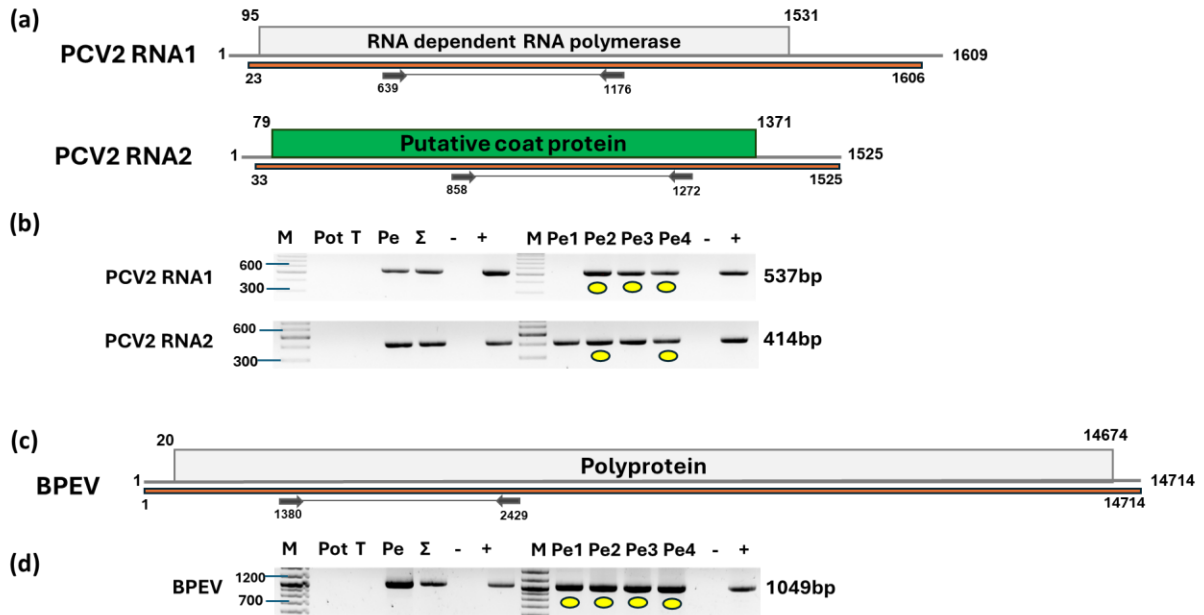 (a)
95 1531
RNA dependent RNA polymerase
PCV2 RNA1 1 1609
23 1606
639 1176
79 1371
Putative coat protein
PCV2 RNA2 1 1525
33 1525
858 1272
(b)
M Pot T Pe Σ - + M Pe1 Pe2 Pe3 Pe4 - +
600
PCV2 RNA1 537bp
300
600
PCV2 RNA2 414bp
300
(c)
20 14674
Polyprotein
BPEV 1 14714
1 14714
1380 2429
(d)
M Pot T Pe Σ - + M Pe1 Pe2 Pe3 Pe4 - +
1200
BPEV 1049bp
700